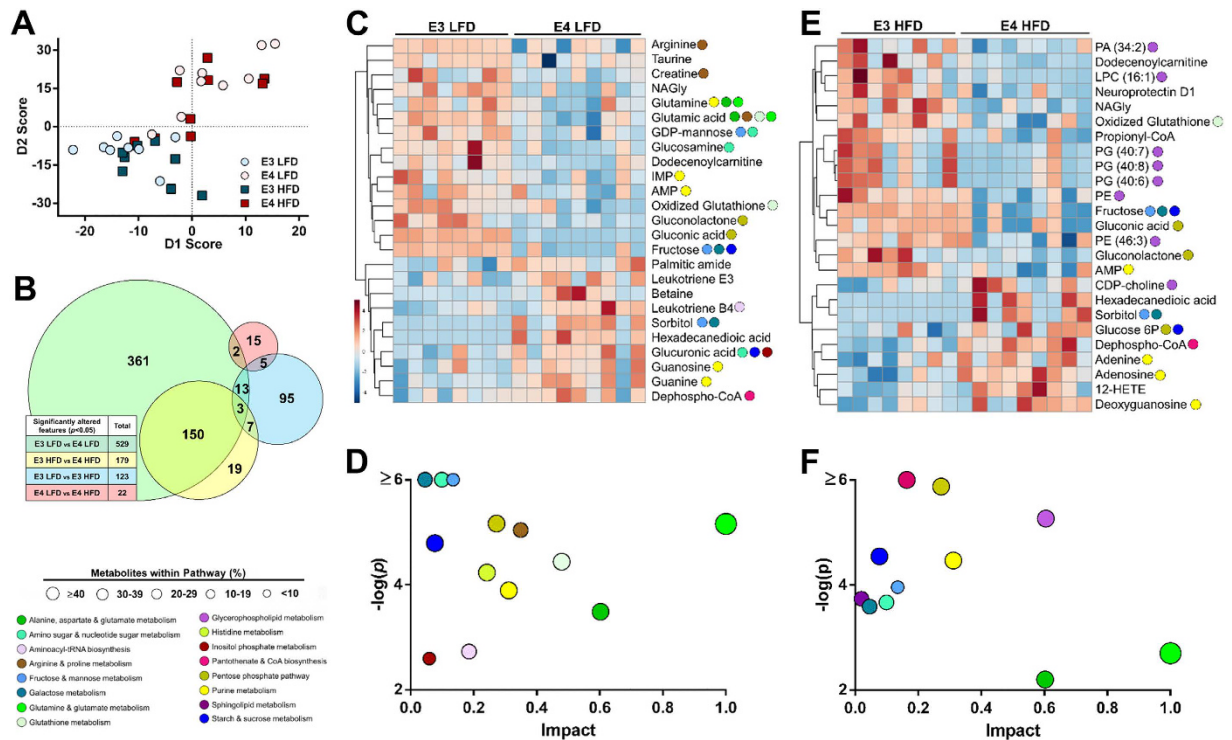 A
D2 Score
30
15
0
-15
-30
-20
-10
0
10
D1 Score
E3 LFD
E4 LFD
E3 HFD
E4 HFD
B
361
2
15
5
13
3
95
150
7
19
Significantly altered features (p<0.05) Total
E3 LFD vs E4 LFD 529
E3 HFD vs E4 HFD 179
E3 LFD vs E3 HFD 123
E4 LFD vs E4 HFD 22
Metabolites within Pathway (%)
≥40 30-39 20-29 10-19 <10
Alanine, aspartate & glutamate metabolism
Amino sugar & nucleotide sugar metabolism
Aminoacyl-tRNA biosynthesis
Arginine & proline metabolism
Fructose & mannose metabolism
Galactose metabolism
Glutamine & glutamate metabolism
Glutathione metabolism
Glycerophospholipid metabolism
Histidine metabolism
Inositol phosphate metabolism
Pantothenate & CoA biosynthesis
Pentose phosphate pathway
Purine metabolism
Sphingolipid metabolism
Starch & sucrose metabolism
C
E3 LFD E4 LFD
Arginine
Taurine
Creatine
NAGly
Glutamine
Glutamic acid
GDP-mannose
Glucosamine
Dodecenoylcarnitine
IMP
AMP
Oxidized Glutathione
Gluconolactone
Gluconic acid
Fructose
Palmitic amide
Leukotriene E3
Betaine
Leukotriene B4
Sorbitol
Hexadecanedioic acid
Glucuronic acid
Guanosine
Guanine
Dephospho-CoA
D
-log(p)
≥6
4
2
0.0 0.2 0.4 0.6 0.8 1.0
Impact
E
E3 HFD E4 HFD
PA (34:2)
Dodecenoylcarnitine
LPC (16:1)
Neuroprotectin D1
NAGly
Oxidized Glutathione
Propionyl-CoA
PG (40:7)
PG (40:8)
PG (40:6)
PE
Fructose
Gluconic acid
PE (46:3)
Gluconolactone
AMP
CDP-choline
Hexadecanedioic acid
Sorbitol
Glucose 6P
Dephospho-CoA
Adenine
Adenosine
12-HETE
Deoxyguanosine
F
-log(p)
≥6
4
2
0.0 0.2 0.4 0.6 0.8 1.0
Impact